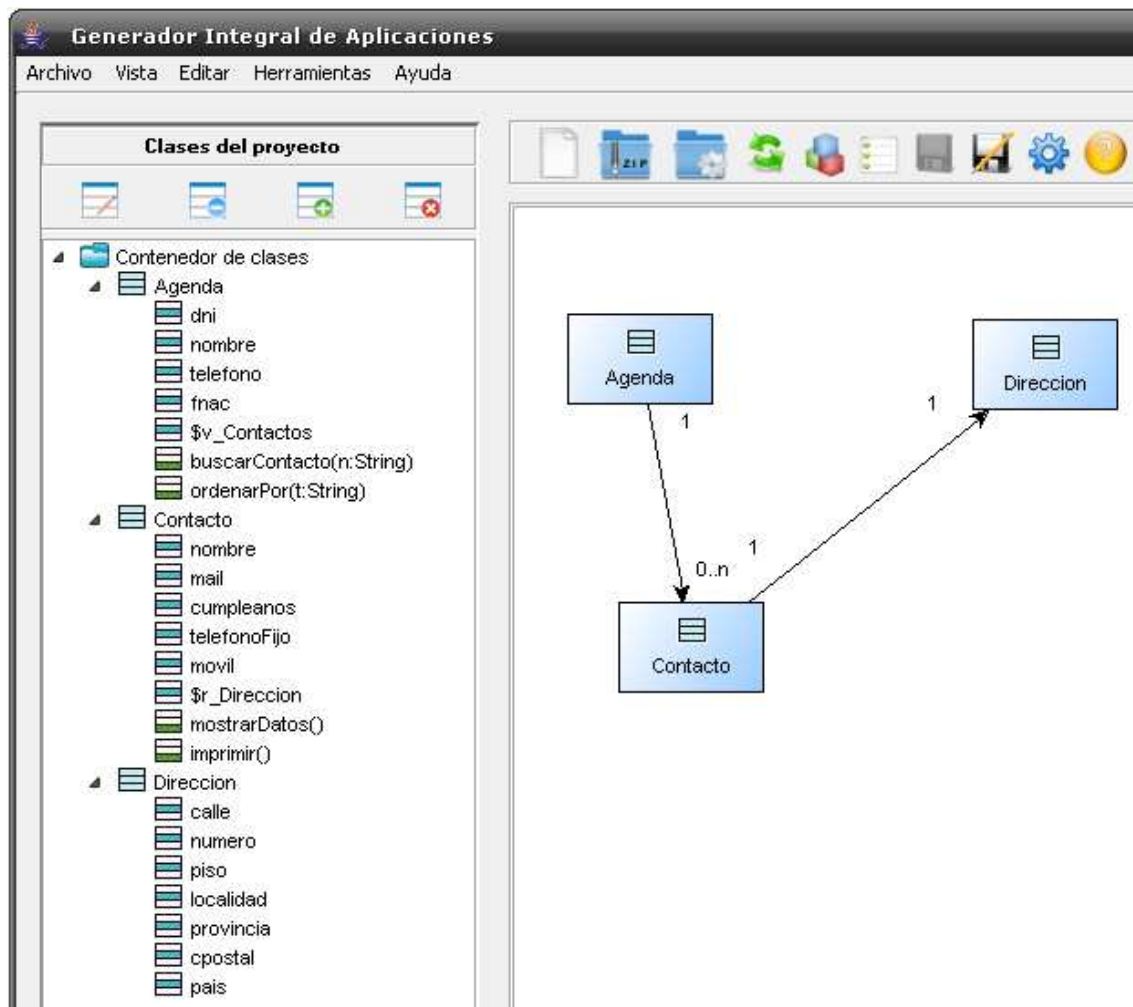 Generador Integral de Aplicaciones
Archivo Vista Editar Herramientas Ayuda
Clases del proyecto
ZIP
Contenedor de clases
Agenda
dni
nombre
telefono
fnac
$v_Contactos
buscarContacto(n:String)
ordenarPor(t:String)
Contacto
nombre
mail
cumpleanos
telefonoFijo
movil
$r_Direccion
mostrarDatos()
imprimir()
Direccion
calle
numero
piso
localidad
provincia
cpostal
pais
Agenda
Direccion
1
1
1
0..n
Contacto